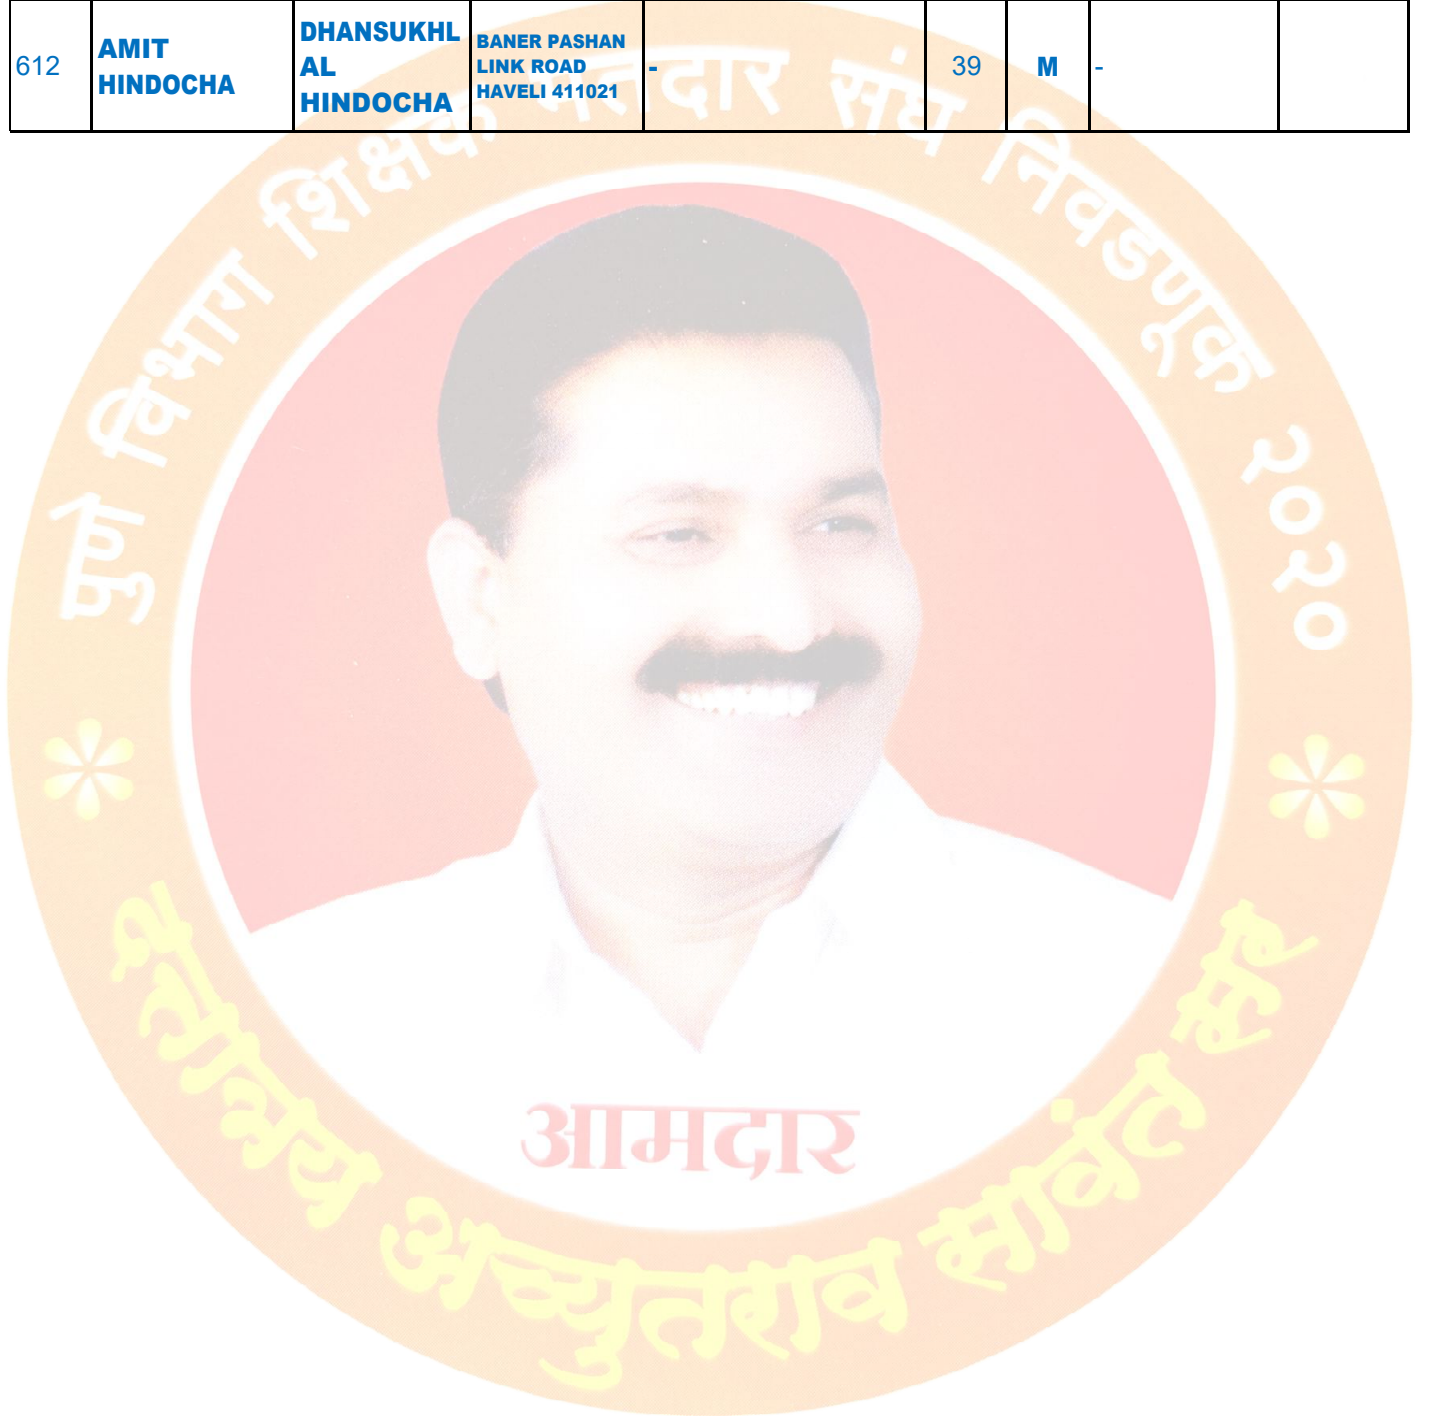 612
AMIT
HINDOCHA
DHANSUKHL
AL
HINDOCHA
BANER PASHAN
LINK ROAD
HAVELI 411021
-
39
M
-
पुणे विभाग शिक्षक मतदार संघ निवडणूक २०२०
आमदार
दत्तात्रय अच्युतराव सावंत सर